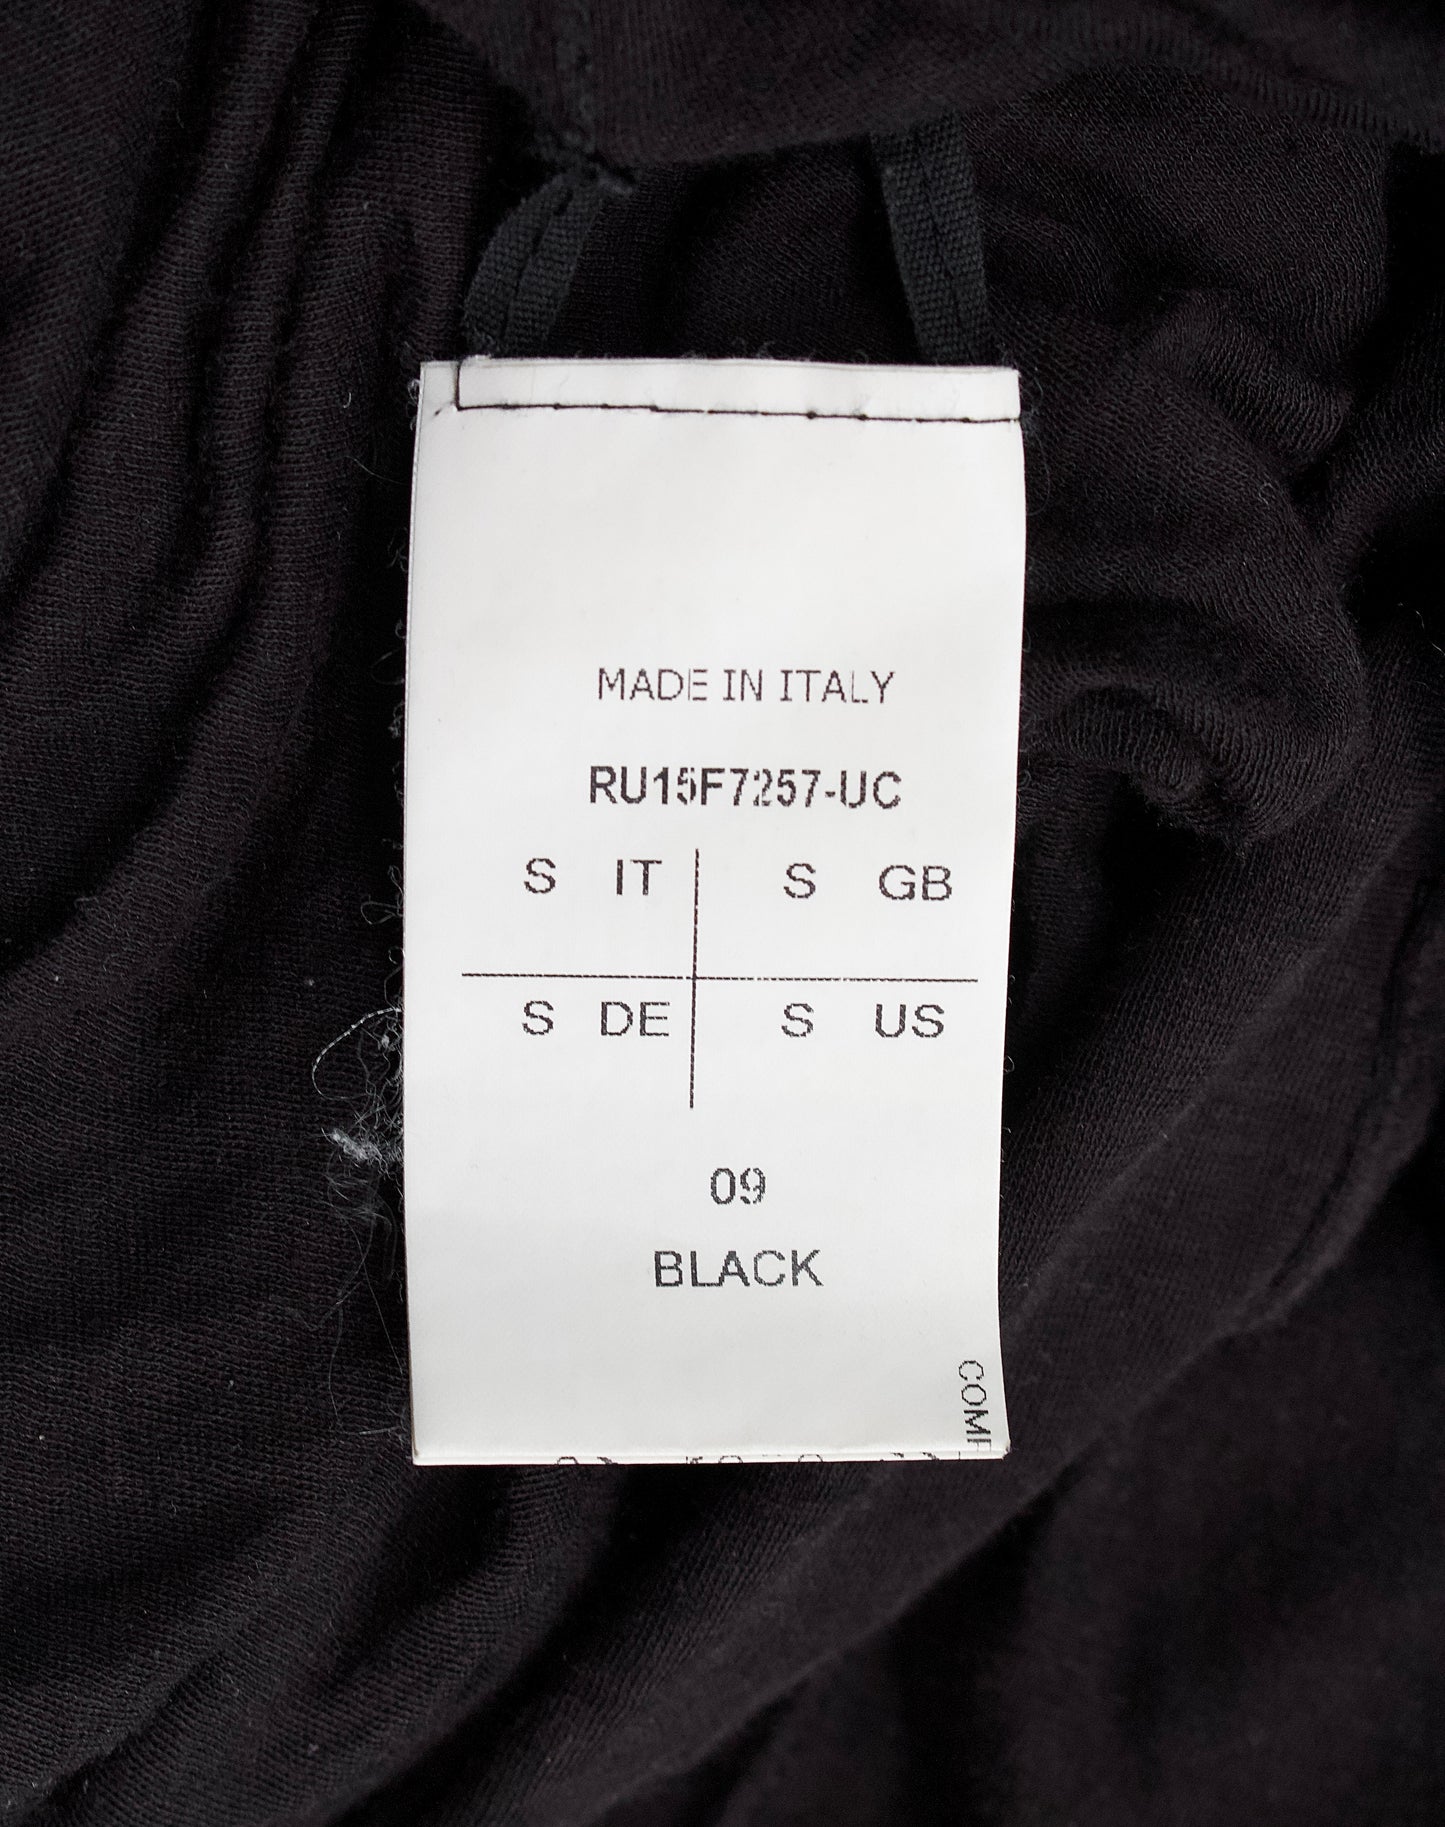 MADE IN ITALY
RU15F7257-UC
S IT S GB
S DE S US
09
BLACK